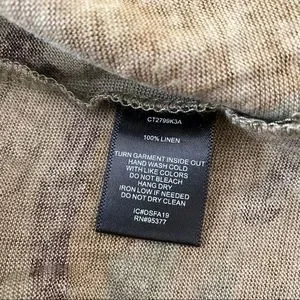 CT2799K3A
100% LINEN
TURN GARMENT INSIDE OUT
HAND WASH COLD
WITH LIKE COLORS
DO NOT BLEACH
HANG DRY
IRON LOW IF NEEDED
DO NOT DRY CLEAN
IC#DSFA19
RN#95377